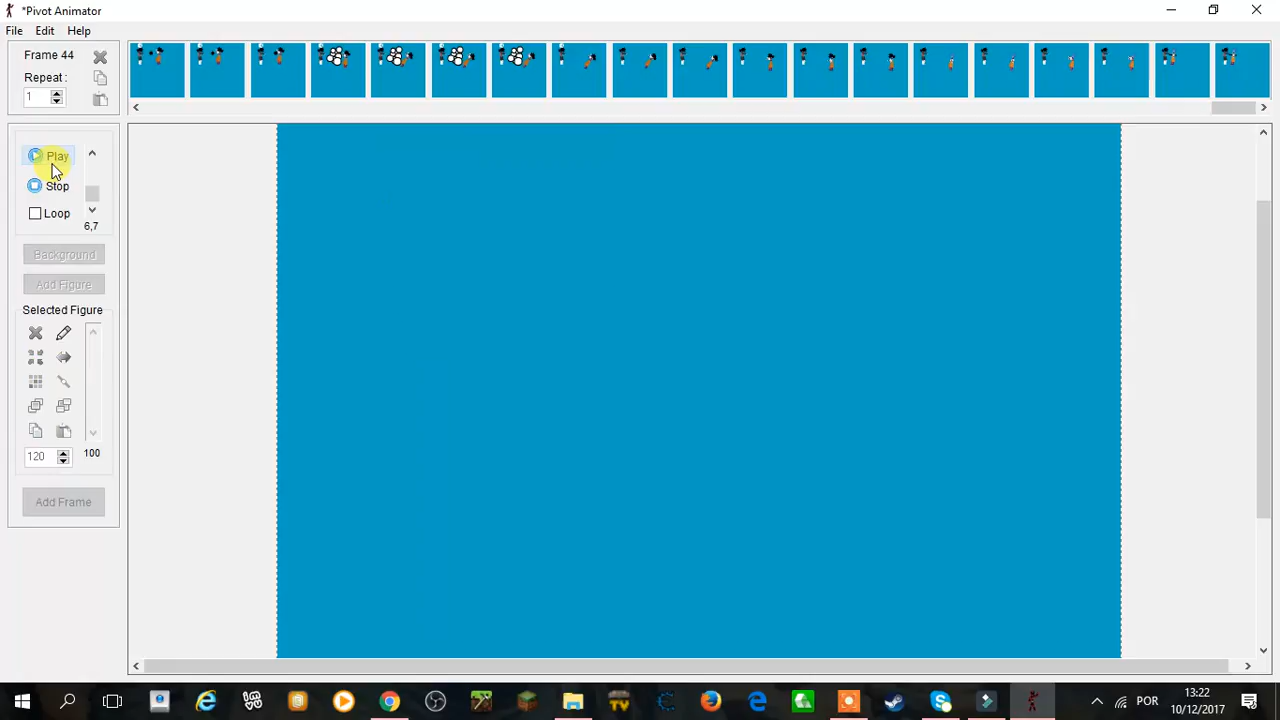 *Pivot Animator
File Edit Help
Frame 44
Repeat :
1
Play
Stop
Loop
6,7
Background
Add Figure
Selected Figure
120
100
Add Frame
TV
POR
13:22
10/12/2017